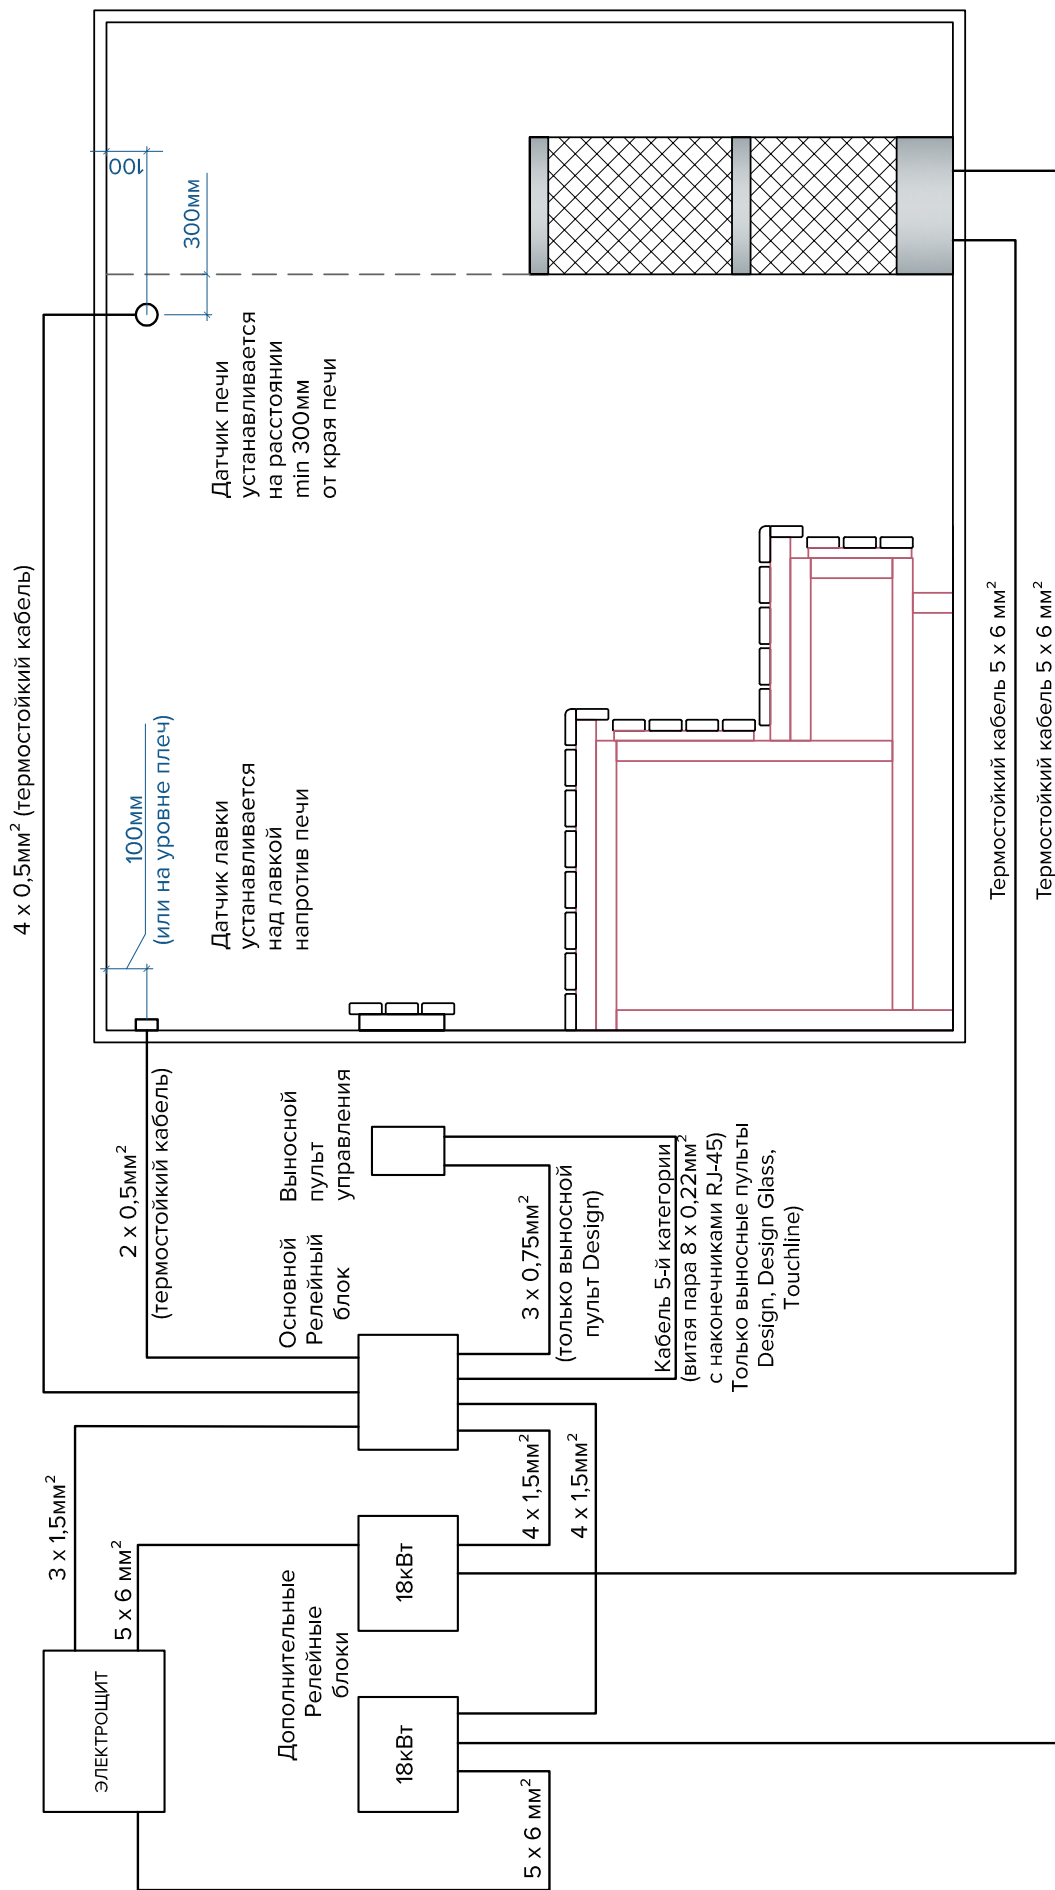 4 x 0,5мм² (термостойкий кабель)
100
300мм
Датчик печи
устанавливается
на расстоянии
min 300мм
от края печи
100мм
(или на уровне плеч)
Датчик лавки
устанавливается
над лавкой
напротив печи
2 x 0,5мм²
(термостойкий кабель)
Выносной
пульт
управления
Основной
Релейный
блок
3 x 0,75мм²
(только выносной
пульт Design)
Кабель 5-й категории
(витая пара 8 x 0,22мм²
с наконечниками RJ-45)
Только выносные пульты
Design, Design Glass,
Touchline)
Термостойкий кабель 5 x 6 мм²
Термостойкий кабель 5 x 6 мм²
3 x 1,5мм²
5 x 6 мм²
4 x 1,5мм²
4 x 1,5мм²
Дополнительные
Релейные
блоки
18кВт
18кВт
ЭЛЕКТРОЩИТ
5 x 6 мм²